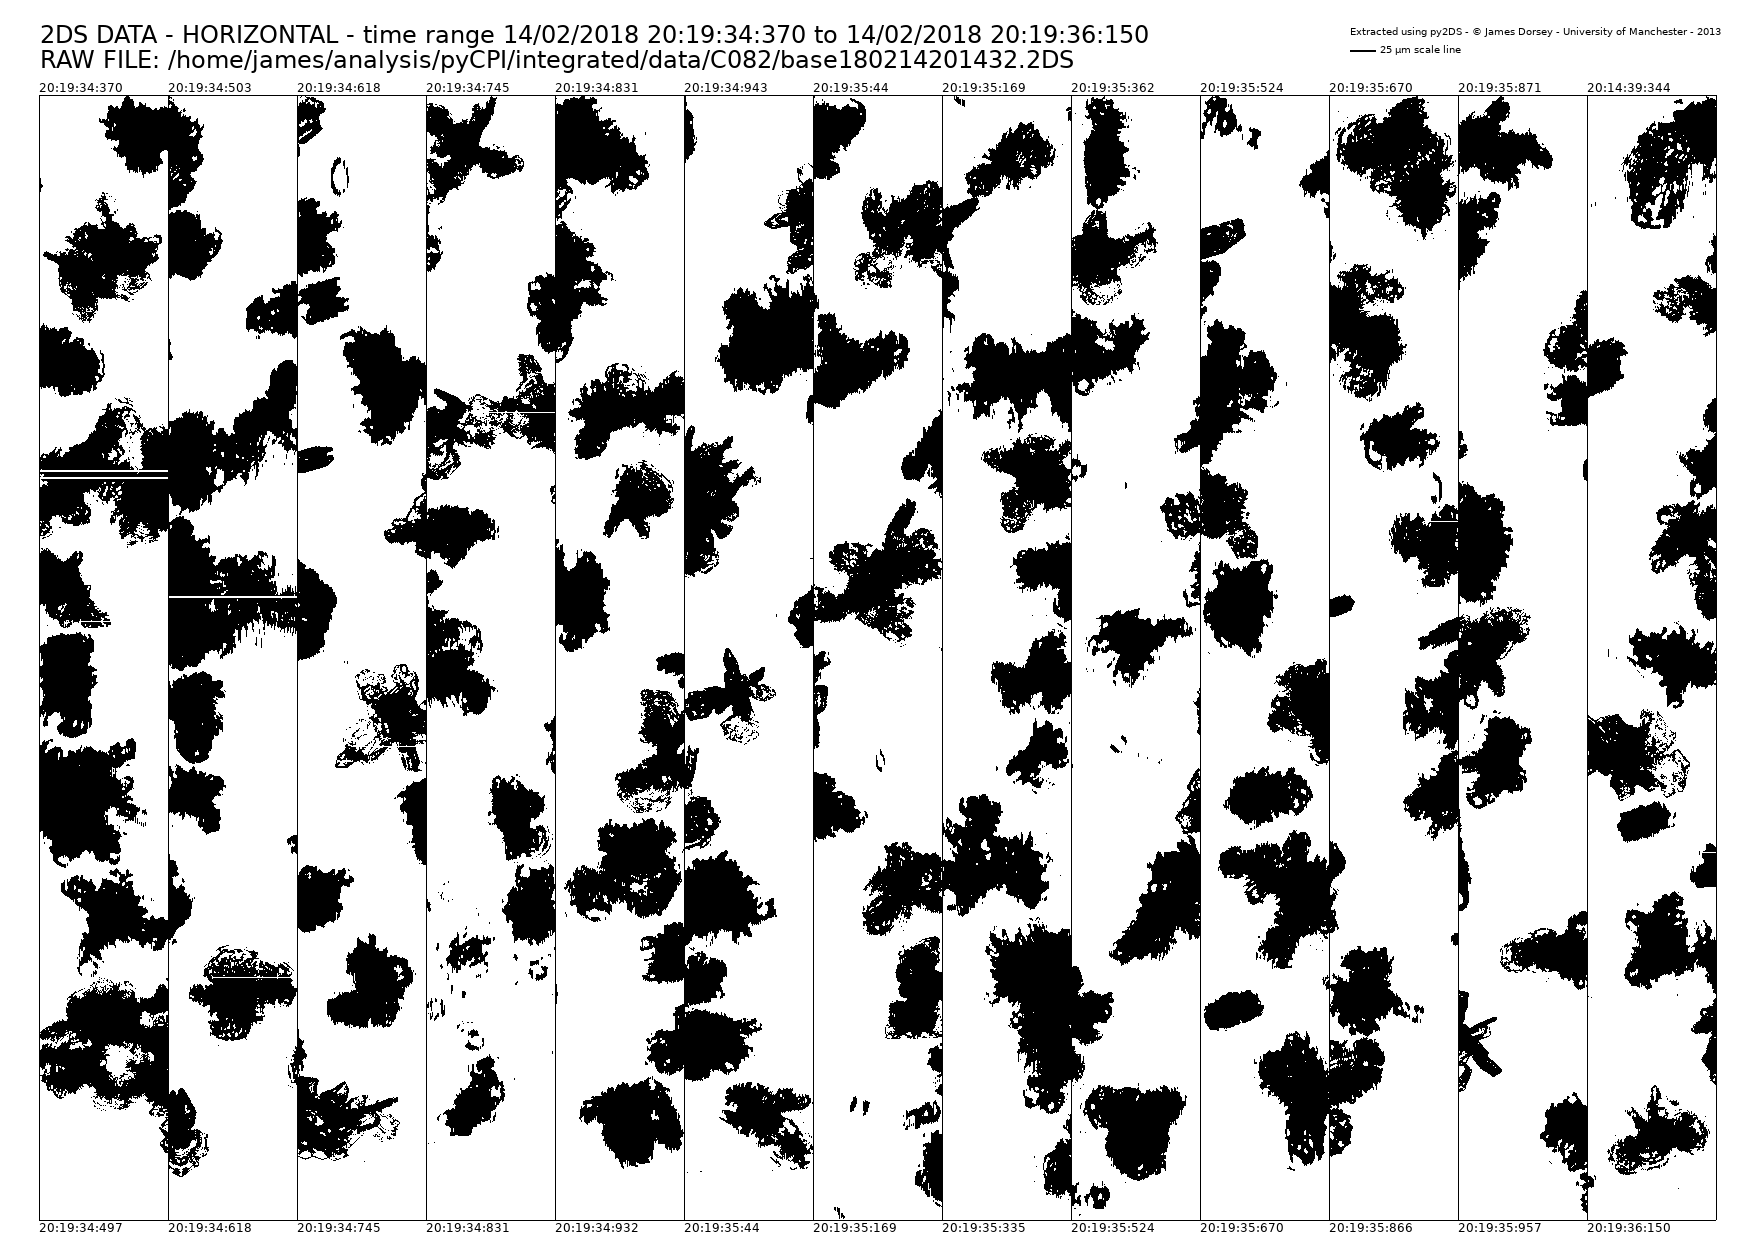 2DS DATA - HORIZONTAL - time range 14/02/2018 20:19:34:370 to 14/02/2018 20:19:36:150
RAW FILE: /home/james/analysis/pyCPI/integrated/data/C082/base180214201432.2DS
Extracted using py2DS - © James Dorsey - University of Manchester - 2013
25 µm scale line
20:19:34:370 20:19:34:503 20:19:34:618 20:19:34:745 20:19:34:831 20:19:34:943 20:19:35:44 20:19:35:169 20:19:35:362 20:19:35:524 20:19:35:670 20:19:35:871 20:14:39:344
20:19:34:497 20:19:34:618 20:19:34:745 20:19:34:831 20:19:34:932 20:19:35:44 20:19:35:169 20:19:35:335 20:19:35:524 20:19:35:670 20:19:35:866 20:19:35:957 20:19:36:150